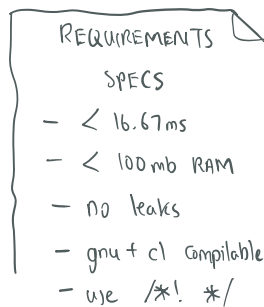 REQUIREMENTS
SPECS
- < 16.67ms
- < 100mb RAM
- no leaks
- gnu + cl compilable
- use /*! */